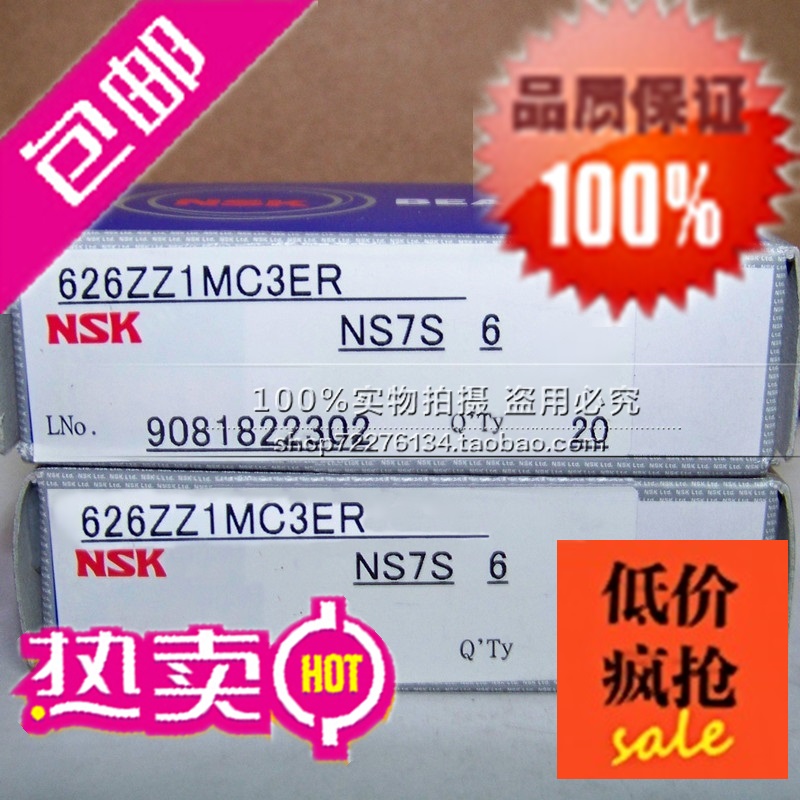 包邮
品质保证
100%
NSK
626ZZ1MC3ER
NSK
NS7S 6
100%实物拍摄 盗用必究
LNo. 9081822302 Q'Ty 20
shop72276134.taobao.com
626ZZ1MC3ER
NSK
NS7S 6
Q'Ty
热卖 HOT
低价
疯抢
sale